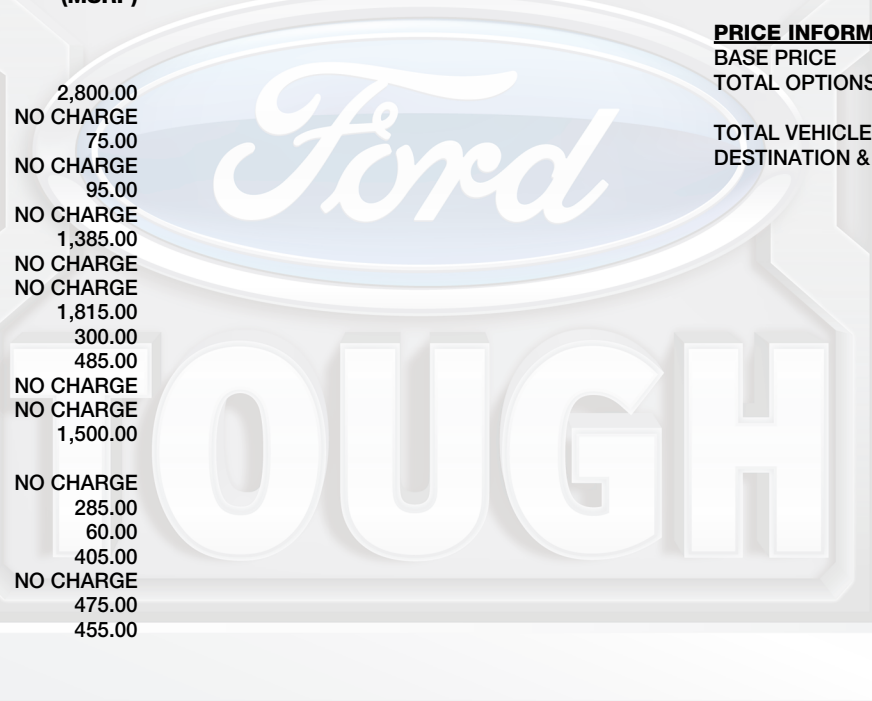 (MSRP)
2,800.00
NO CHARGE
75.00
NO CHARGE
95.00
NO CHARGE
1,385.00
NO CHARGE
NO CHARGE
1,815.00
300.00
485.00
NO CHARGE
NO CHARGE
1,500.00
NO CHARGE
285.00
60.00
405.00
NO CHARGE
475.00
455.00
PRICE INFORM
BASE PRICE
TOTAL OPTIONS
TOTAL VEHICLE
DESTINATION &
Ford
TOUGH